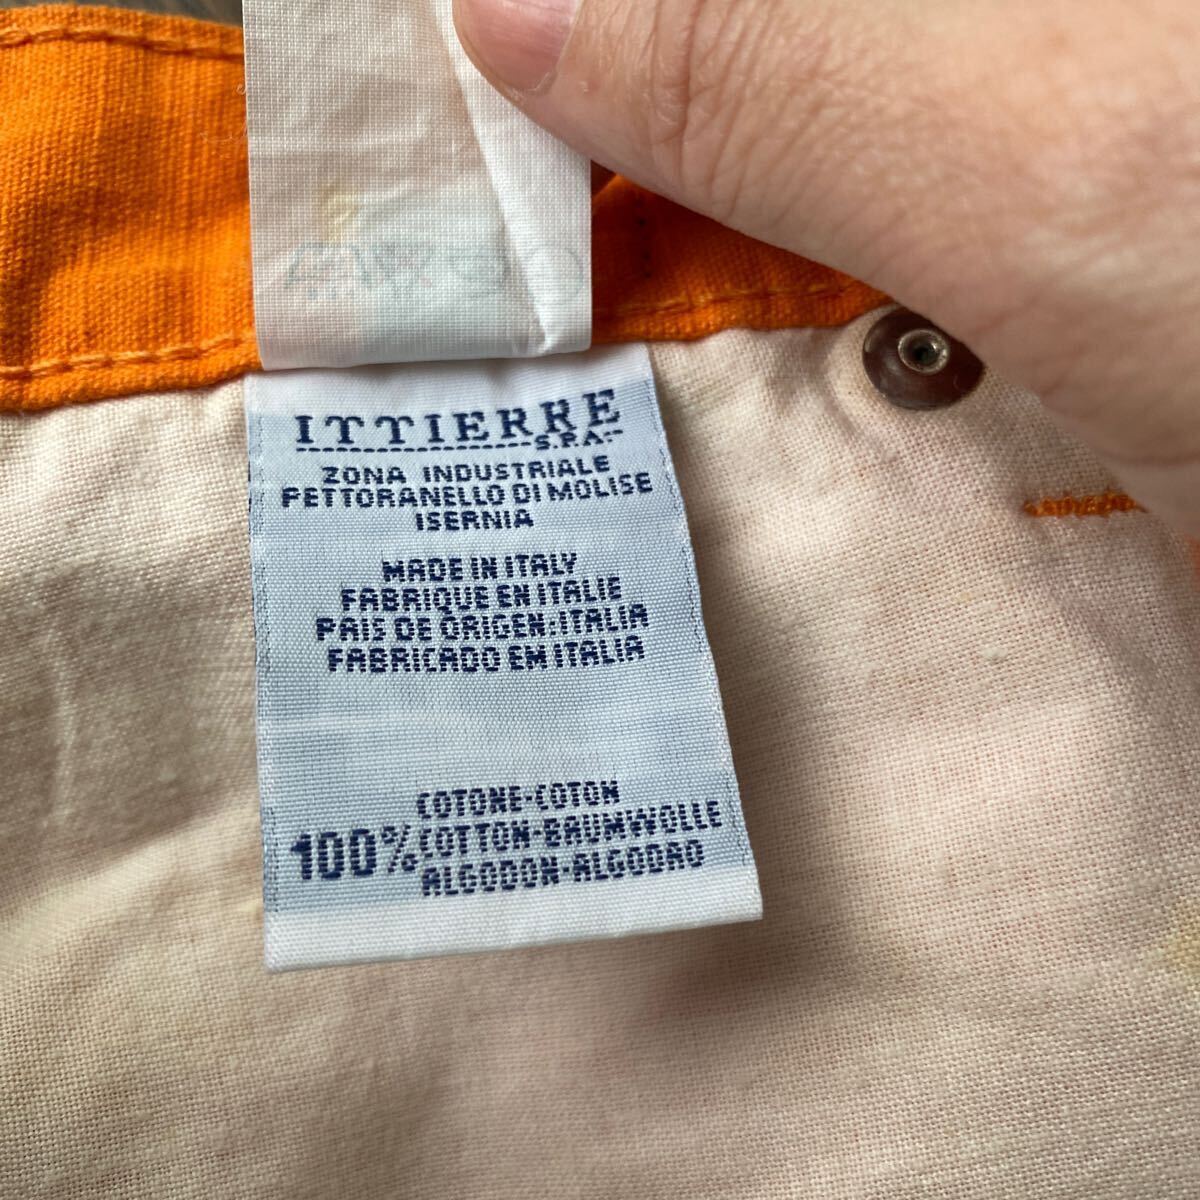 ITTIERRE
S.P.A.
ZONA INDUSTRIALE
PETTORANELLO DI MOLISE
ISERNIA
MADE IN ITALY
FABRIQUE EN ITALIE
PAIS DE ORIGEN:ITALIA
FABRICADO EM ITALIA
COTONE-COTON
100% COTTON-BAUMWOLLE
ALGODON-ALGODAO